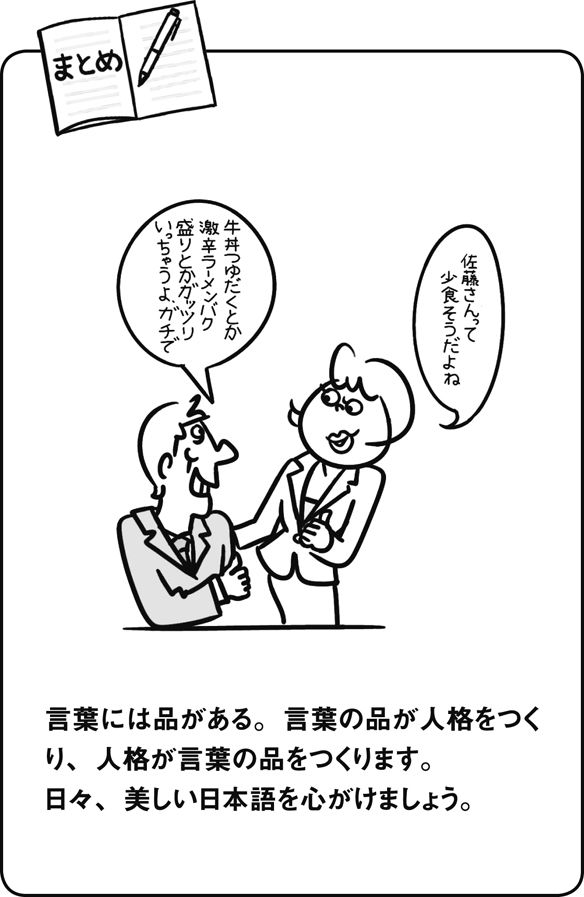 まとめ
佐藤さんって
少食そうだよね
牛丼つゆだくとか
激辛ラーメンバク
盛りとかガッツリ
いっちゃうよ、ガチで
言葉には品がある。言葉の品が人格をつく
り、人格が言葉の品をつくります。
日々、美しい日本語を心がけましょう。